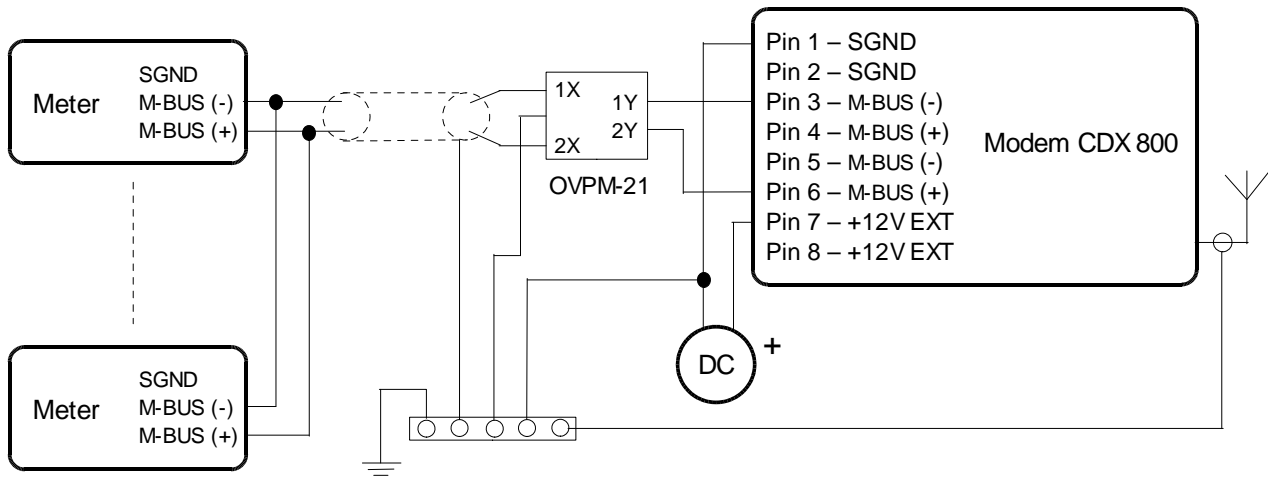 Meter
SGND
M-BUS (-)
M-BUS (+)
1X
2X
1Y
2Y
OVPM-21
Pin 1 – SGND
Pin 2 – SGND
Pin 3 – M-BUS (-)
Pin 4 – M-BUS (+)
Pin 5 – M-BUS (-)
Pin 6 – M-BUS (+)
Pin 7 – +12V EXT
Pin 8 – +12V EXT
Modem CDX 800
DC
+
Meter
SGND
M-BUS (-)
M-BUS (+)